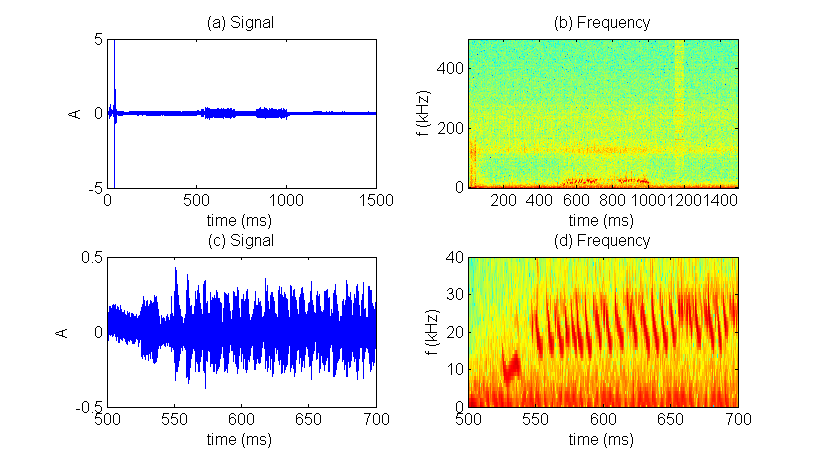 (a) Signal
5
0
-5
A
0
500
1000
1500
time (ms)
(b) Frequency
400
200
0
f (kHz)
200 400 600 800 1000 1200 1400
time (ms)
(c) Signal
0.5
0
-0.5
A
500
550
600
650
700
time (ms)
(d) Frequency
40
30
20
10
0
f (kHz)
500
550
600
650
700
time (ms)